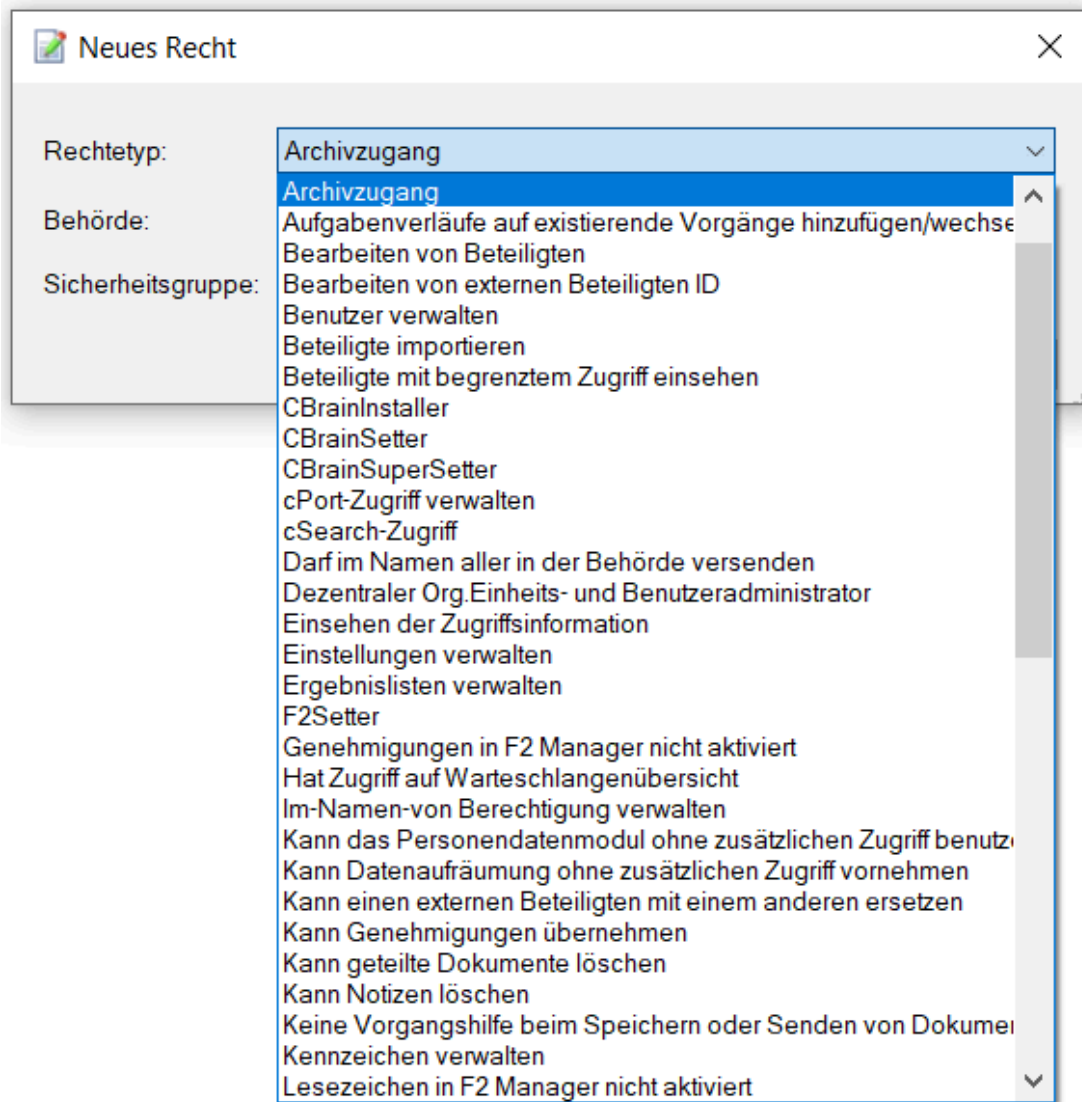 Neues Recht
Rechtetyp:
Archivzugang
Behörde:
Sicherheitsgruppe:
Archivzugang
Aufgabenverläufe auf existierende Vorgänge hinzufügen/wechse
Bearbeiten von Beteiligten
Bearbeiten von externen Beteiligten ID
Benutzer verwalten
Beteiligte importieren
Beteiligte mit begrenztem Zugriff einsehen
CBrainInstaller
CBrainSetter
CBrainSuperSetter
cPort-Zugriff verwalten
cSearch-Zugriff
Darf im Namen aller in der Behörde versenden
Dezentraler Org.Einheits- und Benutzeradministrator
Einsehen der Zugriffsinformation
Einstellungen verwalten
Ergebnislisten verwalten
F2Setter
Genehmigungen in F2 Manager nicht aktiviert
Hat Zugriff auf Warteschlangenübersicht
Im-Namen-von Berechtigung verwalten
Kann das Personendatenmodul ohne zusätzlichen Zugriff benutze
Kann Datenaufräumung ohne zusätzlichen Zugriff vornehmen
Kann einen externen Beteiligten mit einem anderen ersetzen
Kann Genehmigungen übernehmen
Kann geteilte Dokumente löschen
Kann Notizen löschen
Keine Vorgangshilfe beim Speichern oder Senden von Dokumen
Kennzeichen verwalten
Lesezeichen in F2 Manager nicht aktiviert